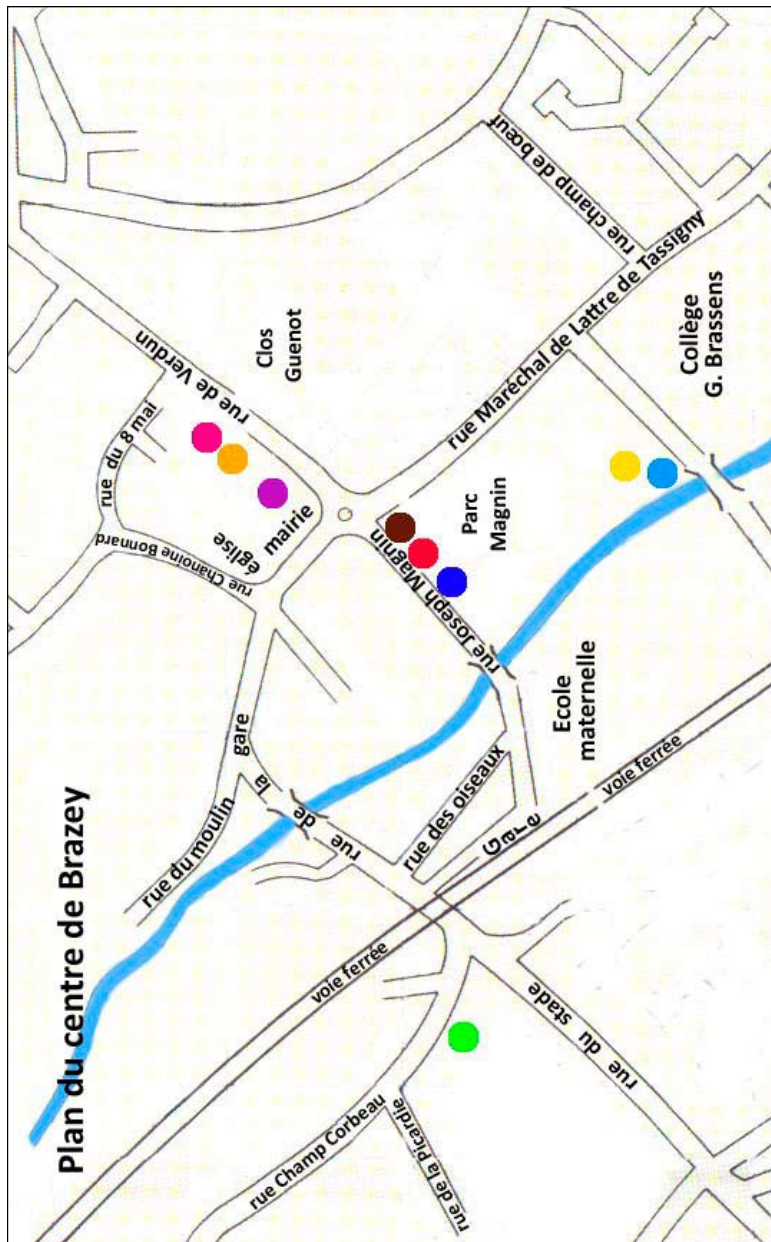 Plan du centre de Brazey
rue du 8 mai
rue de Verdun
Clos
Guenot
rue champ de bœuf
rue Maréchal de Lattre de Tassigny
Collège
G. Brassens
rue Chanoine Bonnard
église
mairie
Parc
Magnin
rue Joseph Magnin
Ecole
maternelle
rue du moulin
rue de la gare
rue des oiseaux
Gare
voie ferrée
voie ferrée
rue du stade
rue Champ Corbeau
rue de la Picardie